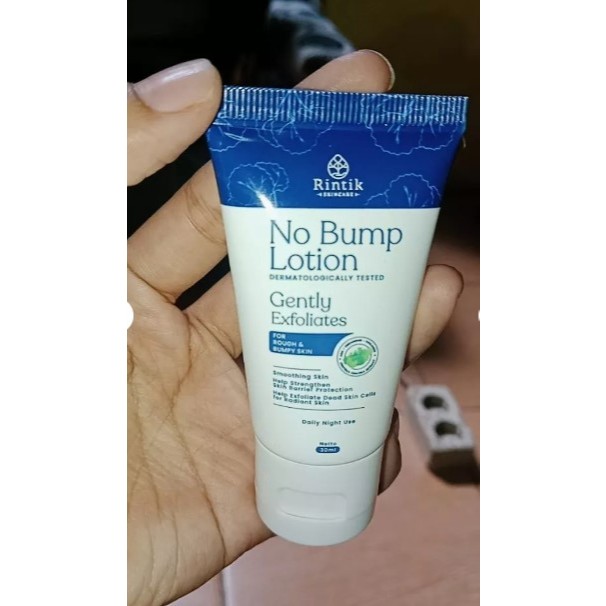 Rintik
SKINCARE
No Bump
Lotion
DERMATOLOGICALLY TESTED
Gently
Exfoliates
FOR
ROUGH &
BUMPY SKIN
Smoothing Skin
Help Strengthen
Skin Barrier Protection
Help Exfoliate Dead Skin Cells
for Radiant Skin
Daily Night Use
Netto